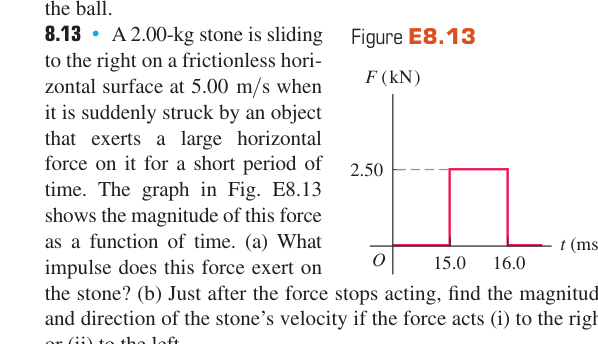 the ball.
8.13 • A 2.00-kg stone is sliding
to the right on a frictionless hori-
zontal surface at 5.00 m/s when
it is suddenly struck by an object
that exerts a large horizontal
force on it for a short period of
time. The graph in Fig. E8.13
shows the magnitude of this force
as a function of time. (a) What
impulse does this force exert on
the stone? (b) Just after the force stops acting, find the magnitud
and direction of the stone's velocity if the force acts (i) to the righ
or (ii) to the left.
Figure E8.13
F (kN)
2.50
O
15.0
16.0
t (ms